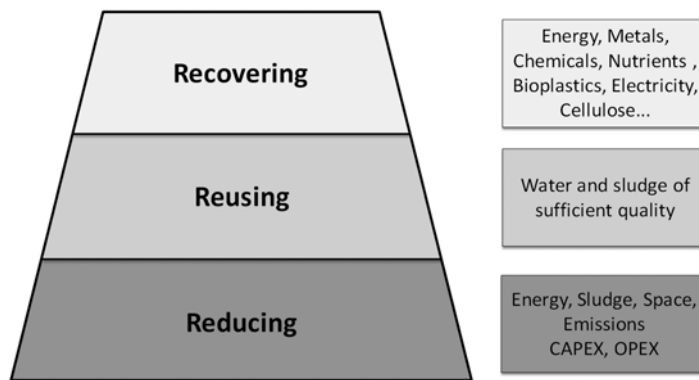 Recovering
Energy, Metals,
Chemicals, Nutrients ,
Bioplastics, Electricity,
Cellulose...
Reusing
Water and sludge of
sufficient quality
Reducing
Energy, Sludge, Space,
Emissions
CAPEX, OPEX